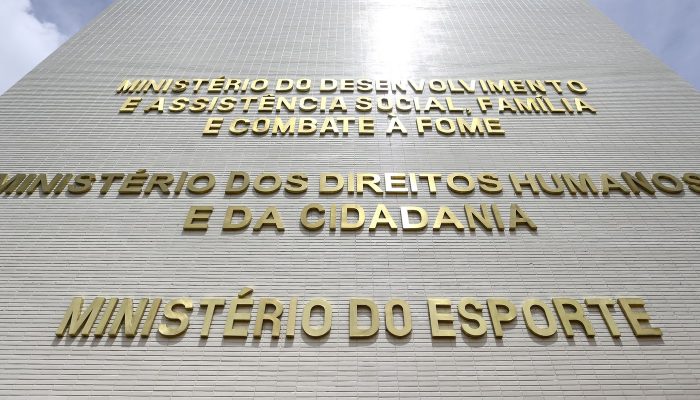 MINISTÉRIO DO DESENVOLVIMENTO
E ASSISTÊNCIA SOCIAL, FAMÍLIA
E COMBATE À FOME
MINISTÉRIO DOS DIREITOS HUMANOS
E DA CIDADANIA
MINISTÉRIO DO ESPORTE